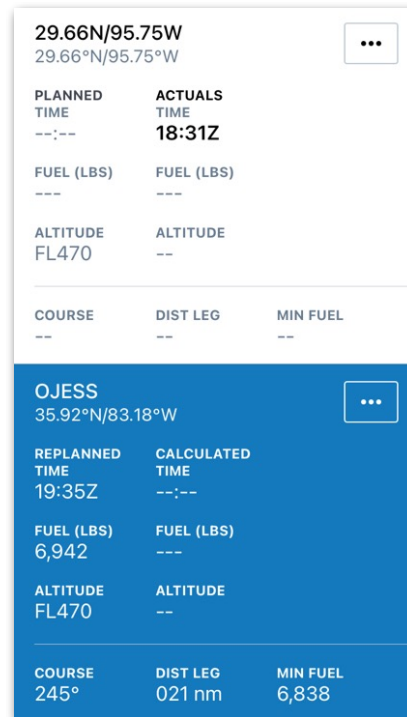 29.66N/95.75W
•••
29.66°N/95.75°W
PLANNED ACTUALS
TIME TIME
--:-- 18:31Z
FUEL (LBS) FUEL (LBS)
---  ---
ALTITUDE ALTITUDE
FL470 --
COURSE DIST LEG MIN FUEL
-- -- --
OJESS
•••
35.92°N/83.18°W
REPLANNED CALCULATED
TIME TIME
19:35Z --:--
FUEL (LBS) FUEL (LBS)
6,942 ---
ALTITUDE ALTITUDE
FL470 --
COURSE DIST LEG MIN FUEL
245° 021 nm 6,838